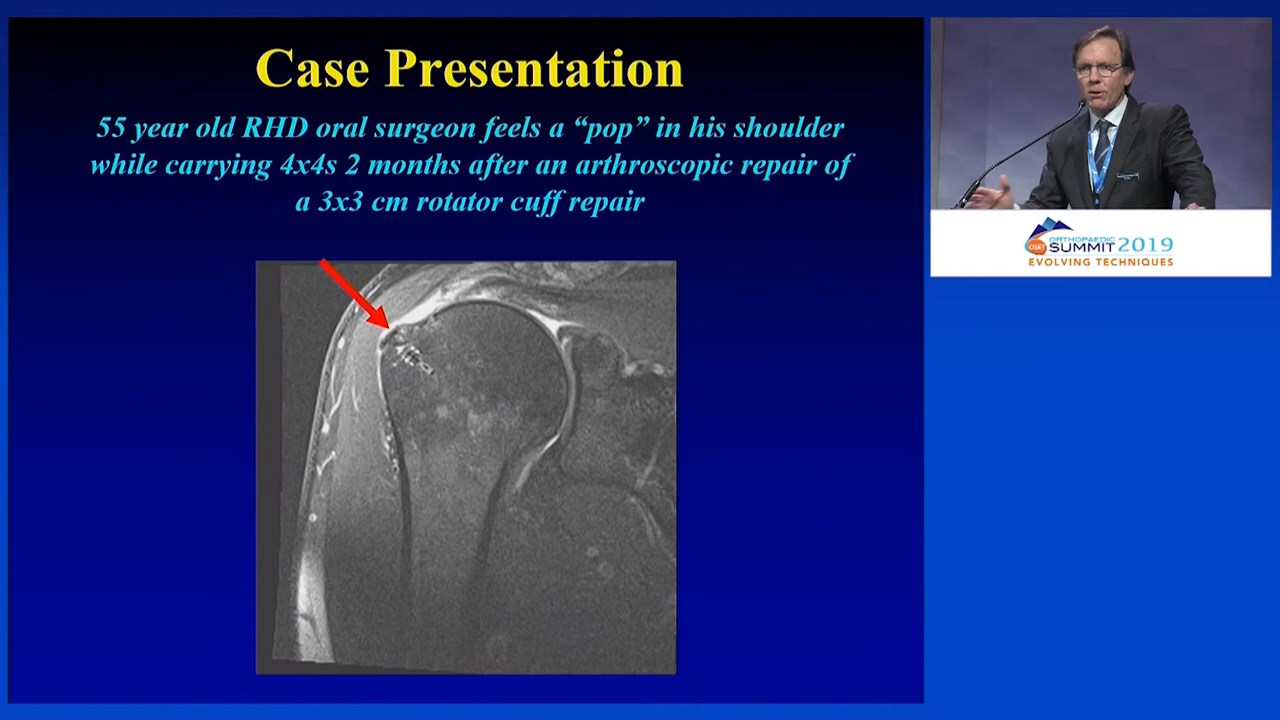 Case Presentation
55 year old RHD oral surgeon feels a “pop” in his shoulder
while carrying 4x4s 2 months after an arthroscopic repair of
a 3x3 cm rotator cuff repair
ORTHOPAEDIC
OSET SUMMIT 2019
EVOLVING TECHNIQUES